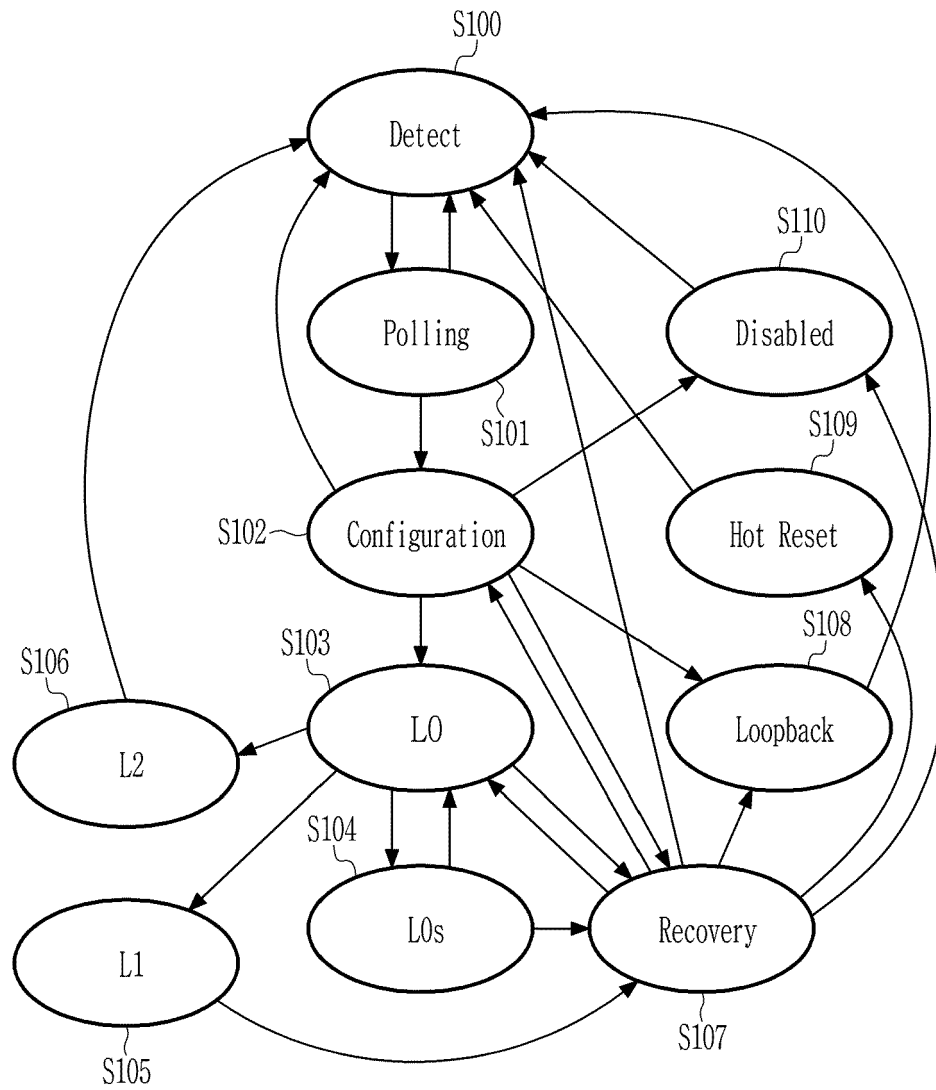 S100
Detect
S110
Polling
Disabled
S101
S109
S102
Configuration
Hot Reset
S103
S108
S106
L0
Loopback
L2
S104
L0s
Recovery
L1
S107
S105